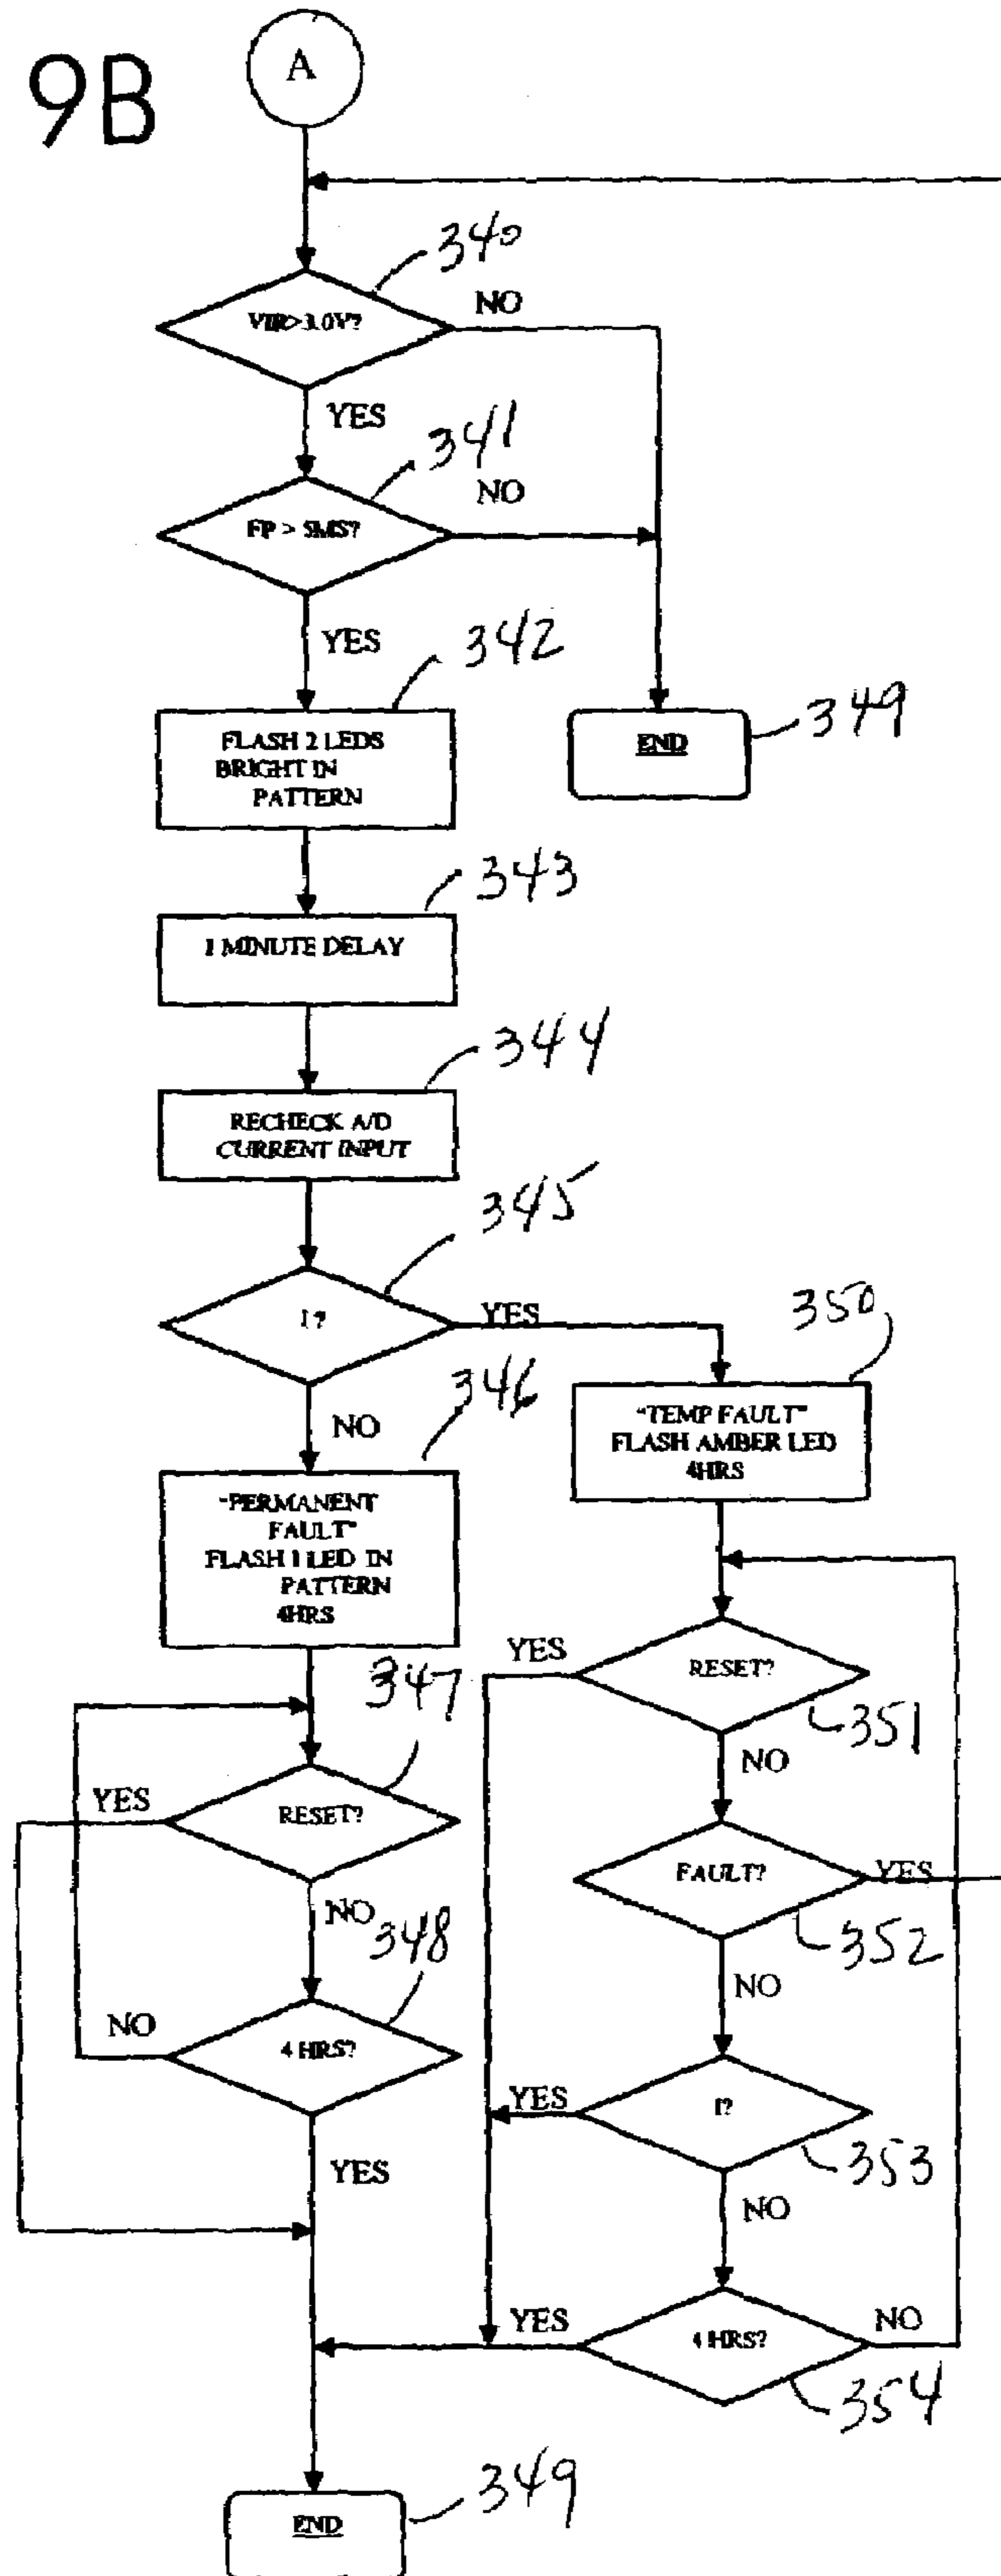 9B
A
340
VTR>3.0V?
NO
YES
341
FP > 5MS?
NO
YES
342
FLASH 2 LEDS
BRIGHT IN
PATTERN
349
END
343
1 MINUTE DELAY
344
RECHECK A/D
CURRENT INPUT
345
I?
YES
NO
350
"TEMP FAULT"
FLASH AMBER LED
4HRS
346
"PERMANENT
FAULT"
FLASH 1 LED IN
PATTERN
4HRS
YES
RESET?
351
NO
347
YES
RESET?
NO
FAULT?
YES
352
NO
348
NO
4 HRS?
YES
YES
I?
353
NO
YES
4 HRS?
NO
354
349
END